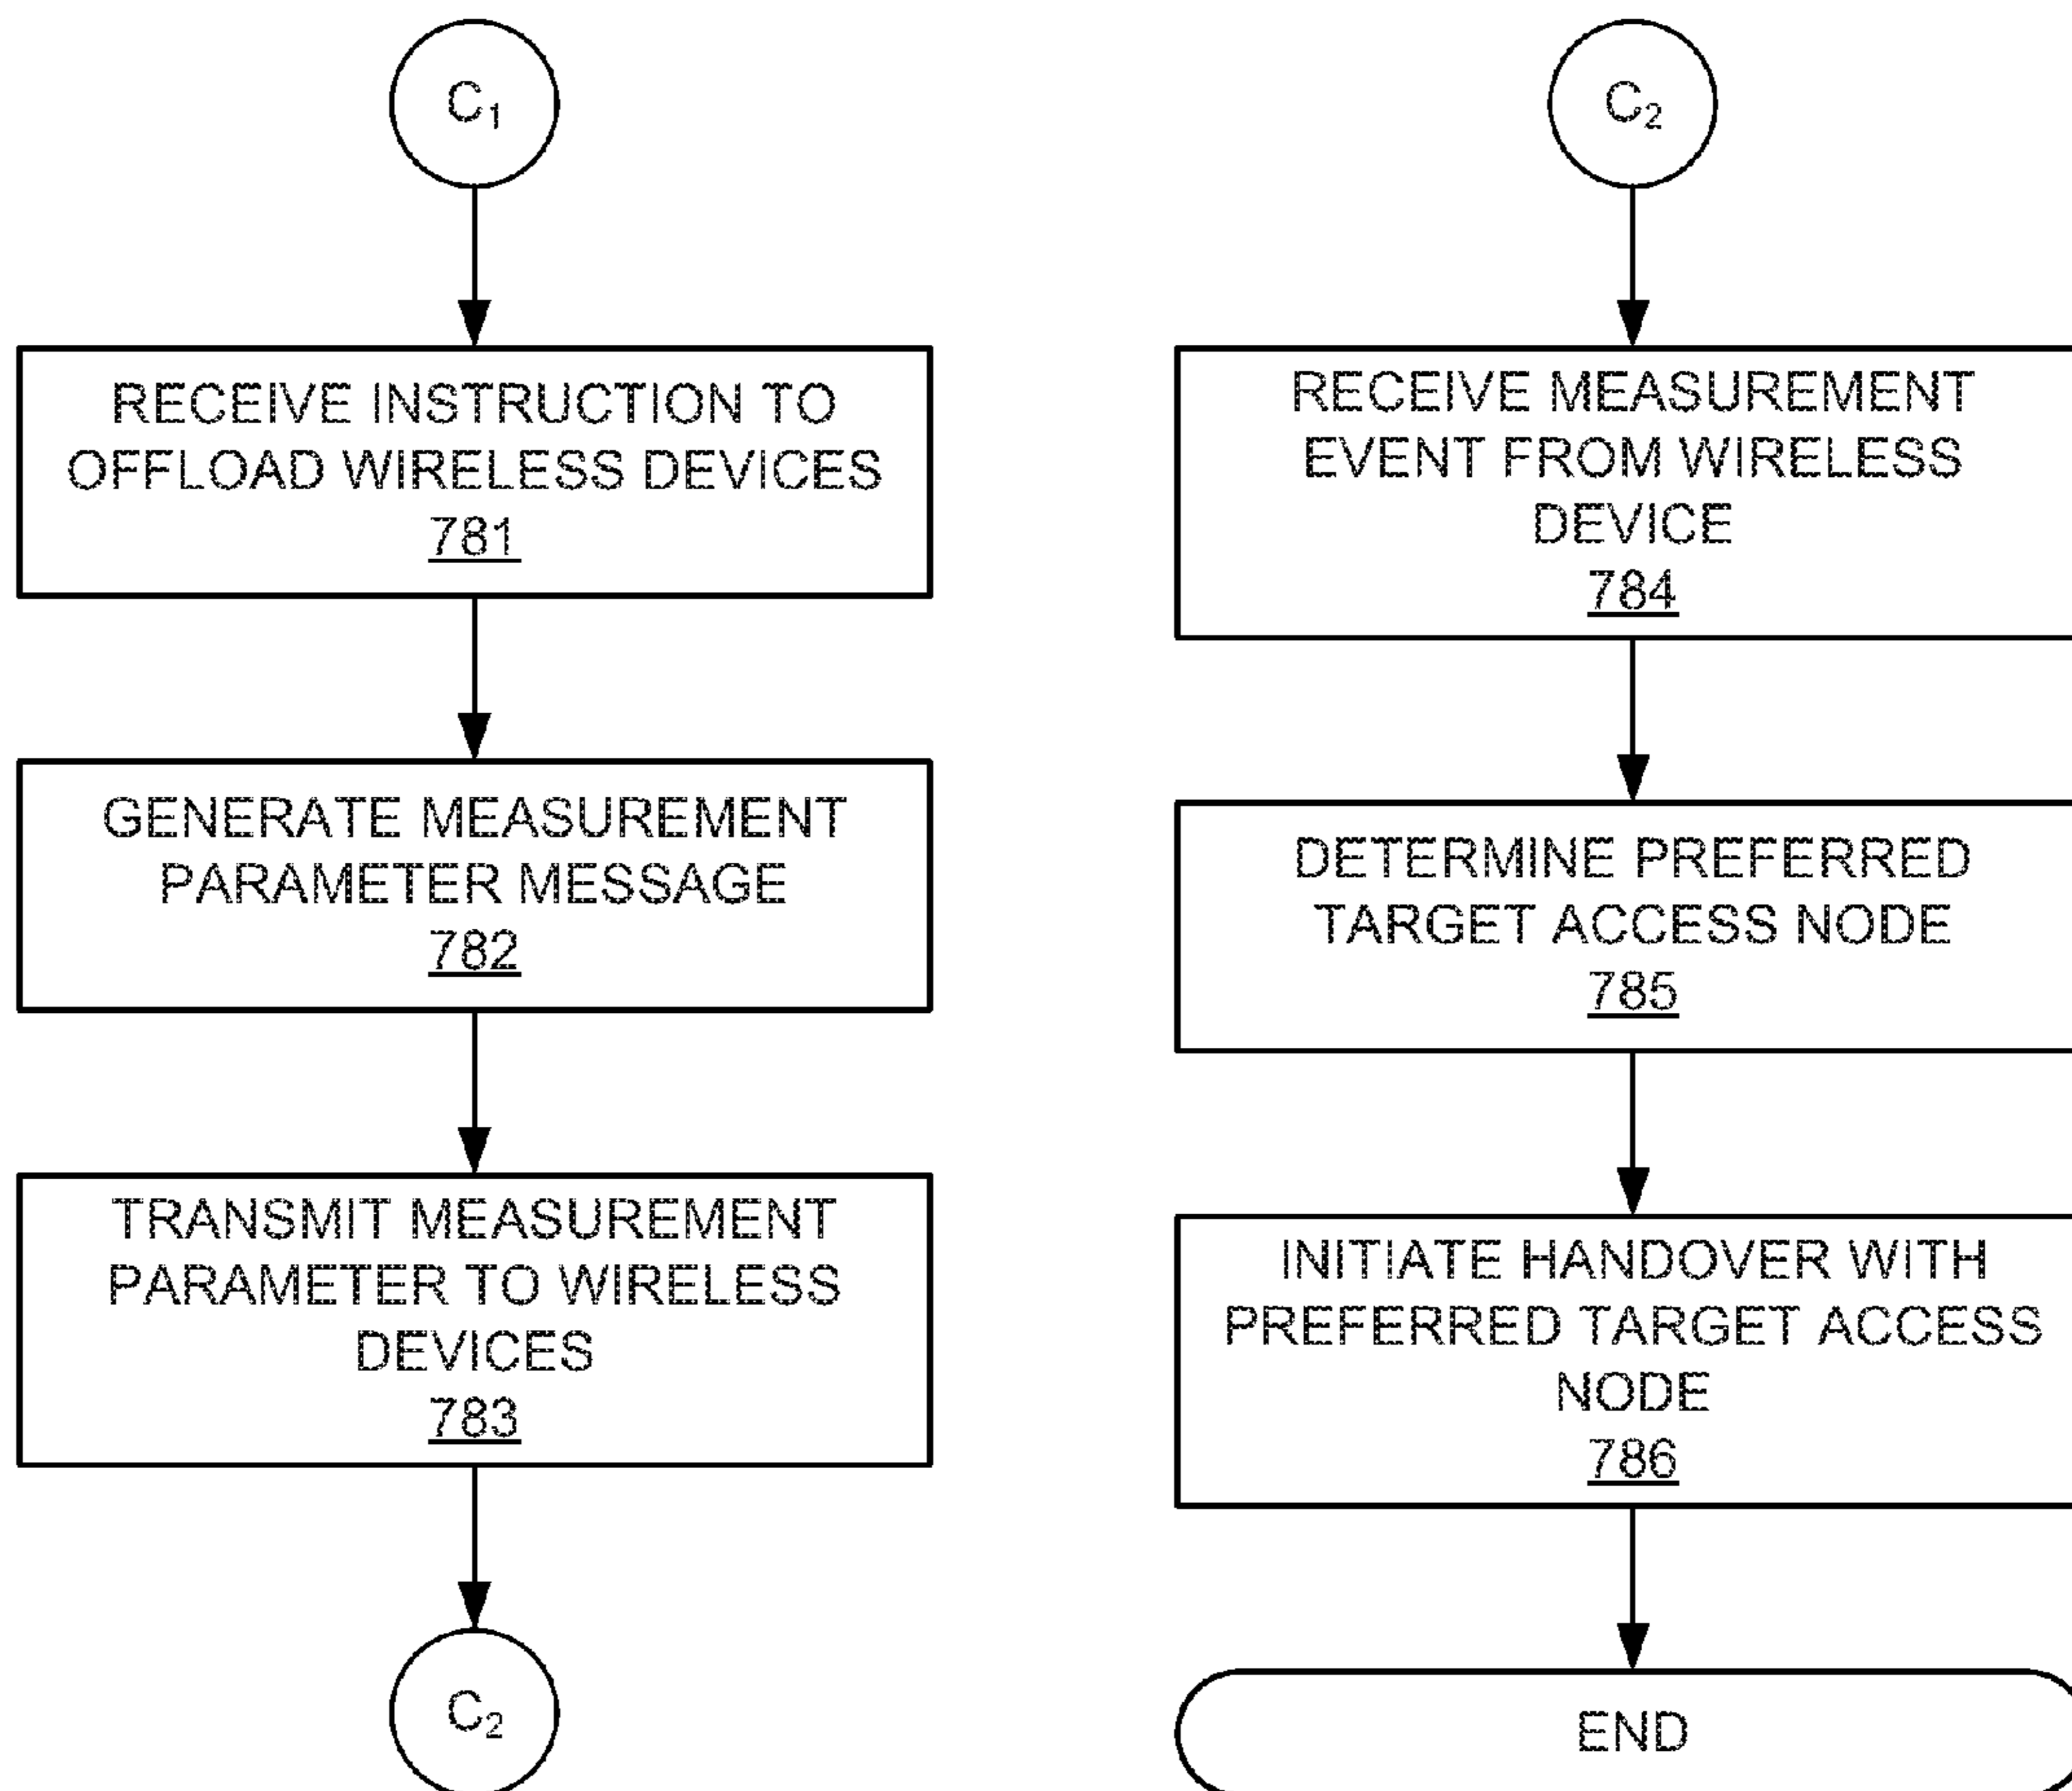 C₁
RECEIVE INSTRUCTION TO
OFFLOAD WIRELESS DEVICES
781
GENERATE MEASUREMENT
PARAMETER MESSAGE
782
TRANSMIT MEASUREMENT
PARAMETER TO WIRELESS
DEVICES
783
C₂
C₂
RECEIVE MEASUREMENT
EVENT FROM WIRELESS
DEVICE
784
DETERMINE PREFERRED
TARGET ACCESS NODE
785
INITIATE HANDOVER WITH
PREFERRED TARGET ACCESS
NODE
786
END